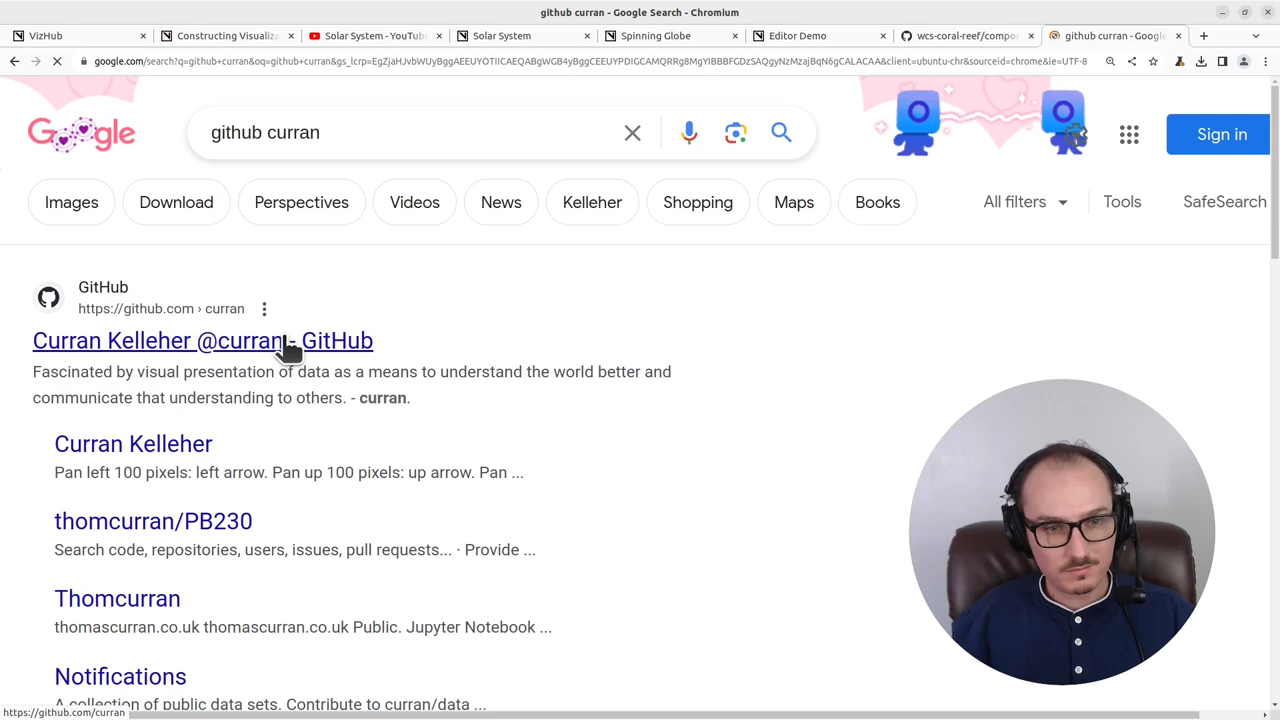 github curran - Google Search - Chromium
VizHub
Constructing Visualiza
Solar System - YouTube
Solar System
Spinning Globe
Editor Demo
wcs-coral-reef/compo
github curran - Google
google.com/search?q=github+curran&oq=github+curran&gs_lcrp=EgZjaHJvbWUyBggAEEUYOTIICAEQABgWGB4yBggCEEUYPDIGCAMQRRg8MgYIBBBFGDzSAQgyNzMzajBqN6gCALACAA&client=ubuntu-chr&sourceid=chrome&ie=UTF-8
Google
github curran
Sign in
Images
Download
Perspectives
Videos
News
Kelleher
Shopping
Maps
Books
All filters
Tools
SafeSearch
GitHub
https://github.com › curran
Curran Kelleher @curran - GitHub
Fascinated by visual presentation of data as a means to understand the world better and
communicate that understanding to others. - curran.
Curran Kelleher
Pan left 100 pixels: left arrow. Pan up 100 pixels: up arrow. Pan ...
thomcurran/PB230
Search code, repositories, users, issues, pull requests... · Provide ...
Thomcurran
thomascurran.co.uk thomascurran.co.uk Public. Jupyter Notebook ...
Notifications
A collection of public data sets. Contribute to curran/data ...
https://github.com/curran